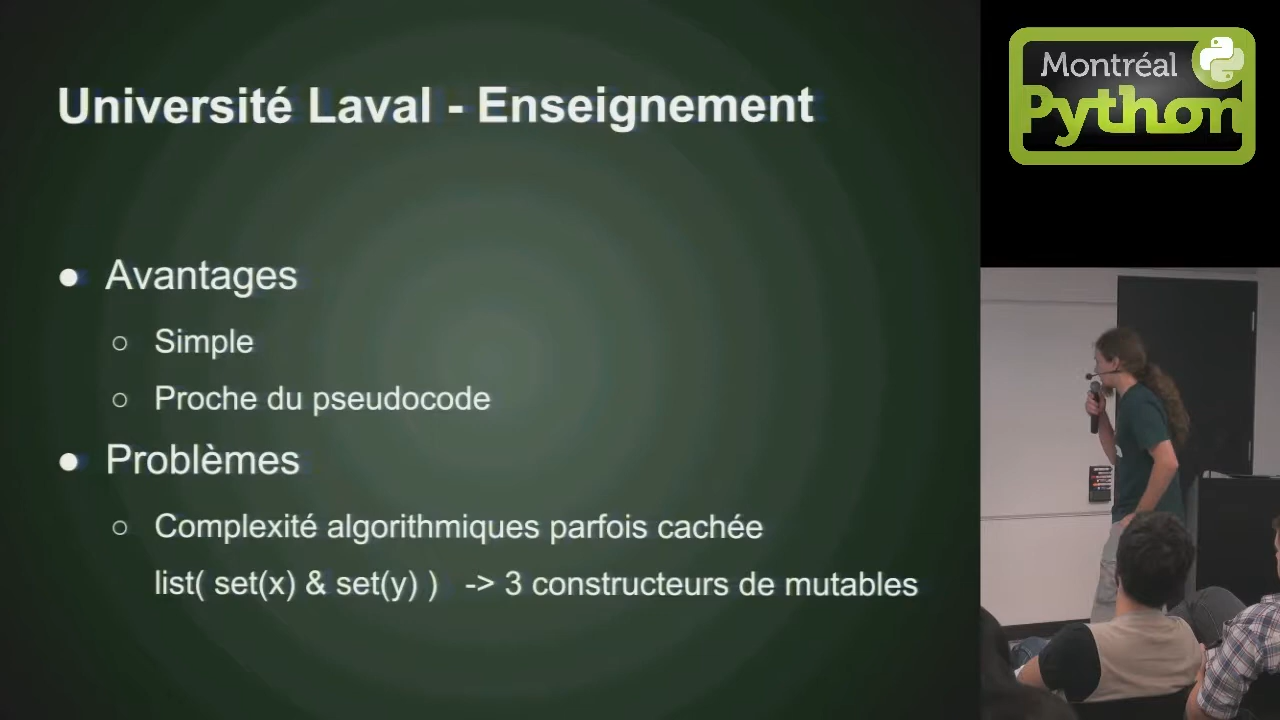 Université Laval - Enseignement
● Avantages
○ Simple
○ Proche du pseudocode
● Problèmes
○ Complexité algorithmiques parfois cachée
list( set(x) & set(y) ) -> 3 constructeurs de mutables
Montréal
Python